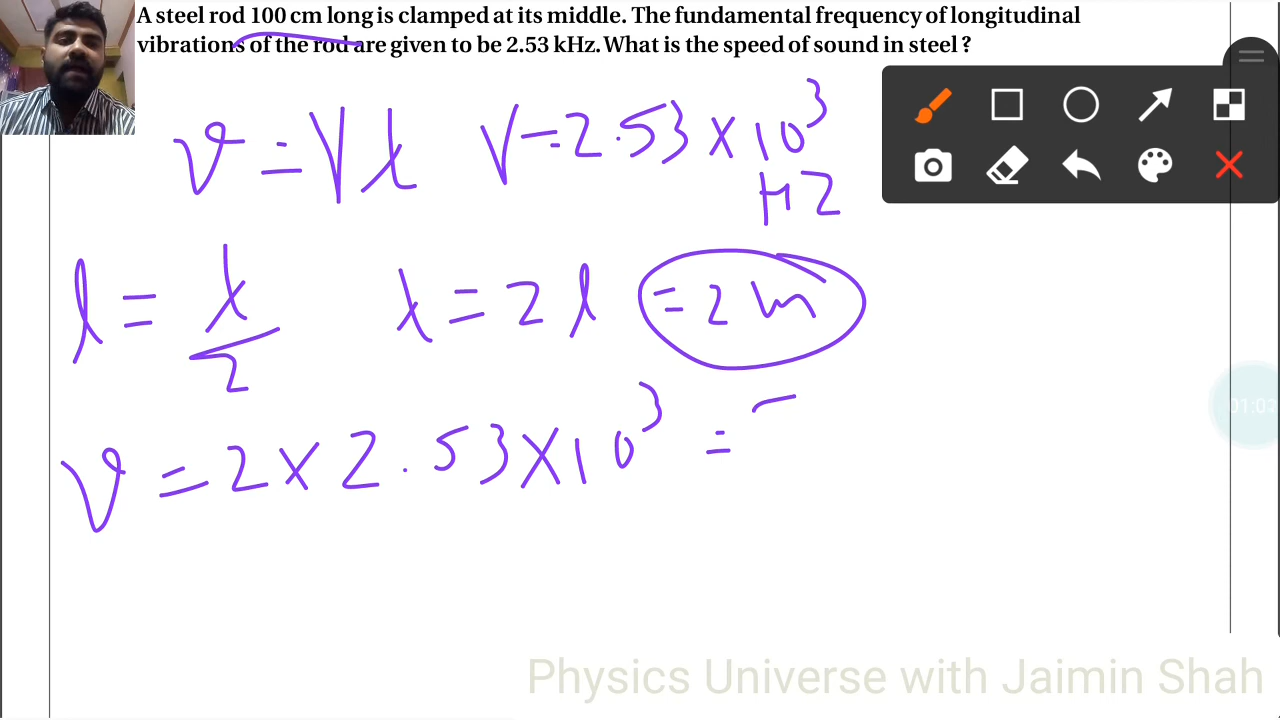 A steel rod 100 cm long is clamped at its middle. The fundamental frequency of longitudinal
vibrations of the rod are given to be 2.53 kHz. What is the speed of sound in steel ?
v = νλ ν = 2.53 × 10³
HZ
l = λ/2 λ = 2l = 2m
v = 2 × 2.53 × 10³ =
Physics Universe with Jaimin Shah